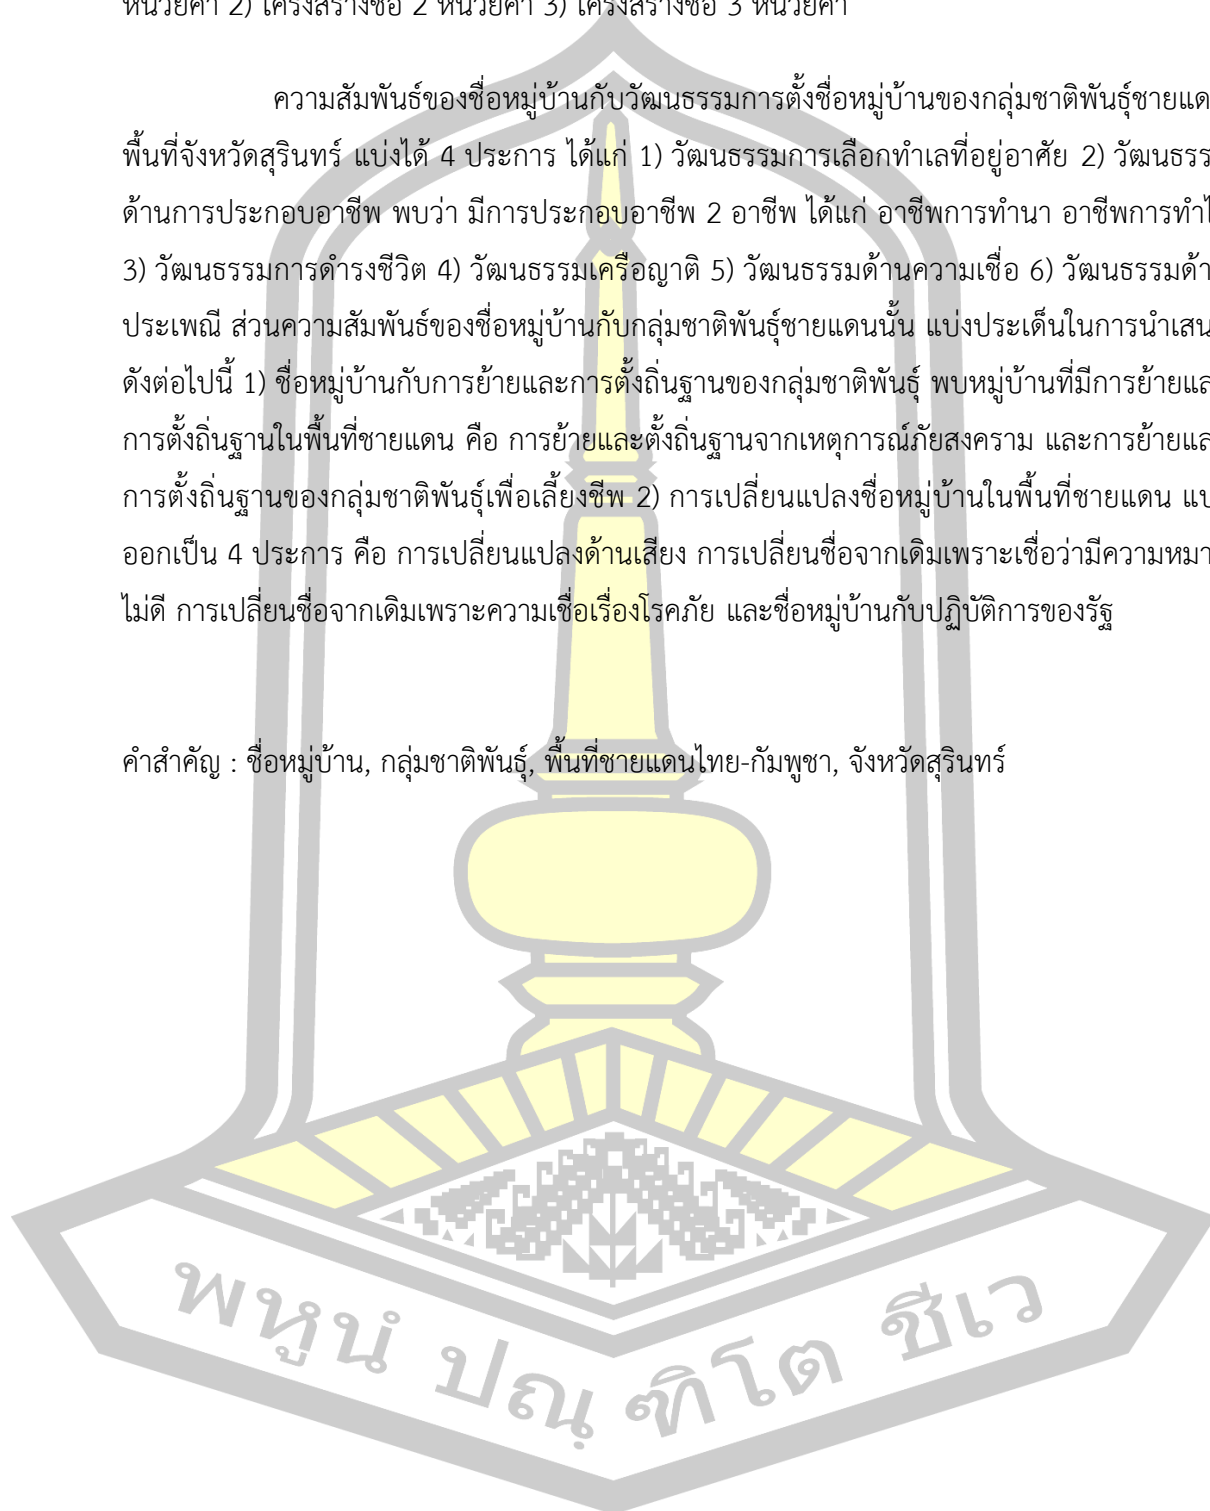 หน่วยคำ 2) โครงสร้างชื่อ 2 หน่วยคำ 3) โครงสร้างชื่อ 3 หน่วยคำ
ความสัมพันธ์ของชื่อหมู่บ้านกับวัฒนธรรมการตั้งชื่อหมู่บ้านของกลุ่มชาติพันธุ์ชายแด
พื้นที่จังหวัดสุรินทร์ แบ่งได้ 4 ประการ ได้แก่ 1) วัฒนธรรมการเลือกทำเลที่อยู่อาศัย 2) วัฒนธรร
ด้านการประกอบอาชีพ พบว่า มีการประกอบอาชีพ 2 อาชีพ ได้แก่ อาชีพการทำนา อาชีพการทำไ
3) วัฒนธรรมการดำรงชีวิต 4) วัฒนธรรมเครือญาติ 5) วัฒนธรรมด้านความเชื่อ 6) วัฒนธรรมด้า
ประเพณี ส่วนความสัมพันธ์ของชื่อหมู่บ้านกับกลุ่มชาติพันธุ์ชายแดนนั้น แบ่งประเด็นในการนำเสน
ดังต่อไปนี้ 1) ชื่อหมู่บ้านกับการย้ายและการตั้งถิ่นฐานของกลุ่มชาติพันธุ์ พบหมู่บ้านที่มีการย้ายแล
การตั้งถิ่นฐานในพื้นที่ชายแดน คือ การย้ายและตั้งถิ่นฐานจากเหตุการณ์ภัยสงคราม และการย้ายแล
การตั้งถิ่นฐานของกลุ่มชาติพันธุ์เพื่อเลี้ยงชีพ 2) การเปลี่ยนแปลงชื่อหมู่บ้านในพื้นที่ชายแดน แบ
ออกเป็น 4 ประการ คือ การเปลี่ยนแปลงด้านเสียง การเปลี่ยนชื่อจากเดิมเพราะเชื่อว่ามีความหมา
ไม่ดี การเปลี่ยนชื่อจากเดิมเพราะความเชื่อเรื่องโรคภัย และชื่อหมู่บ้านกับปฏิบัติการของรัฐ
คำสำคัญ : ชื่อหมู่บ้าน, กลุ่มชาติพันธุ์, พื้นที่ชายแดนไทย-กัมพูชา, จังหวัดสุรินทร์
พหูนํ ปณฺ ฑิโต ชีเว